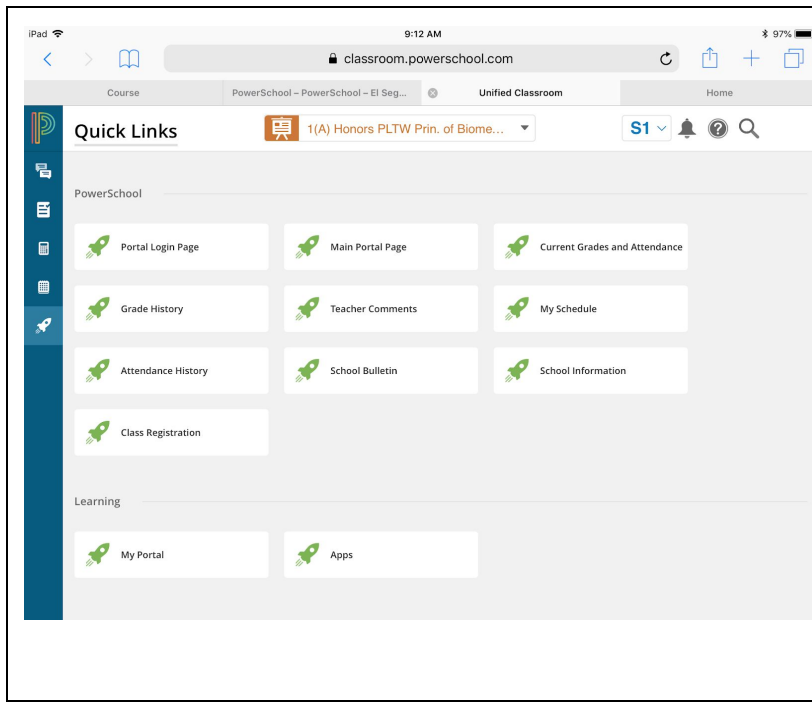 iPad 9:12 AM 97%
classroom.powerschool.com
Course PowerSchool – PowerSchool – El Seg... Unified Classroom Home
Quick Links 1(A) Honors PLTW Prin. of Biome... S1
PowerSchool
Portal Login Page Main Portal Page Current Grades and Attendance
Grade History Teacher Comments My Schedule
Attendance History School Bulletin School Information
Class Registration
Learning
My Portal Apps